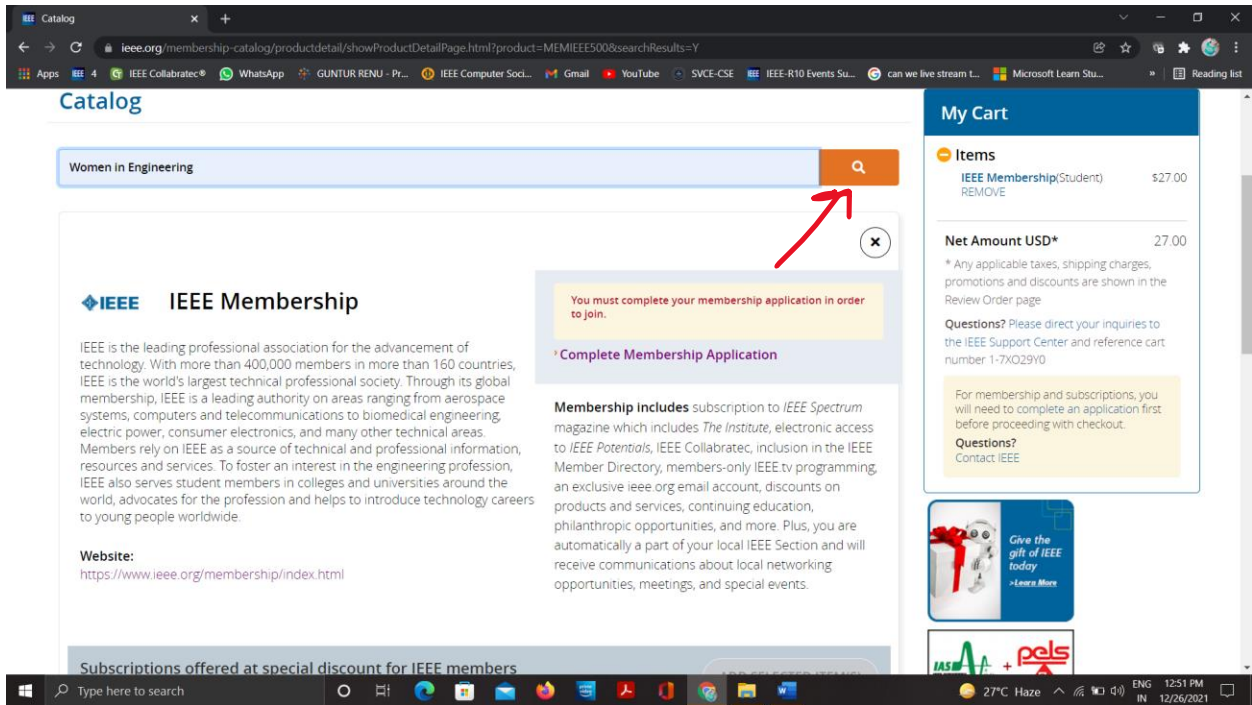 Catalog
ieee.org/membership-catalog/productdetail/showProductDetailPage.html?product=MEMIEEE500&searchResults=Y
Apps
4
IEEE Collabratec®
WhatsApp
GUNTUR RENU - Pr...
IEEE Computer Soci...
Gmail
YouTube
SVCE-CSE
IEEE-R10 Events Su...
can we live stream t...
Microsoft Learn Stu...
»
Reading list
Catalog
Women in Engineering
IEEE
IEEE Membership
IEEE is the leading professional association for the advancement of
technology. With more than 400,000 members in more than 160 countries,
IEEE is the world's largest technical professional society. Through its global
membership, IEEE is a leading authority on areas ranging from aerospace
systems, computers and telecommunications to biomedical engineering,
electric power, consumer electronics, and many other technical areas.
Members rely on IEEE as a source of technical and professional information,
resources and services. To foster an interest in the engineering profession,
IEEE also serves student members in colleges and universities around the
world, advocates for the profession and helps to introduce technology careers
to young people worldwide.
Website:
https://www.ieee.org/membership/index.html
You must complete your membership application in order
to join.
Complete Membership Application
Membership includes subscription to IEEE Spectrum
magazine which includes The Institute, electronic access
to IEEE Potentials, IEEE Collabratec, inclusion in the IEEE
Member Directory, members-only IEEE.tv programming,
an exclusive ieee.org email account, discounts on
products and services, continuing education,
philanthropic opportunities, and more. Plus, you are
automatically a part of your local IEEE Section and will
receive communications about local networking
opportunities, meetings, and special events.
Subscriptions offered at special discount for IEEE members
ADD SELECTED ITEM(S)
My Cart
Items
IEEE Membership(Student) $27.00
REMOVE
Net Amount USD* 27.00
* Any applicable taxes, shipping charges,
promotions and discounts are shown in the
Review Order page
Questions? Please direct your inquiries to
the IEEE Support Center and reference cart
number 1-7XO29Y0
For membership and subscriptions, you
will need to complete an application first
before proceeding with checkout.
Questions?
Contact IEEE
Give the
gift of IEEE
today
>Learn More
IAS + pels
Type here to search
27°C Haze
ENG
IN
12:51 PM
12/26/2021